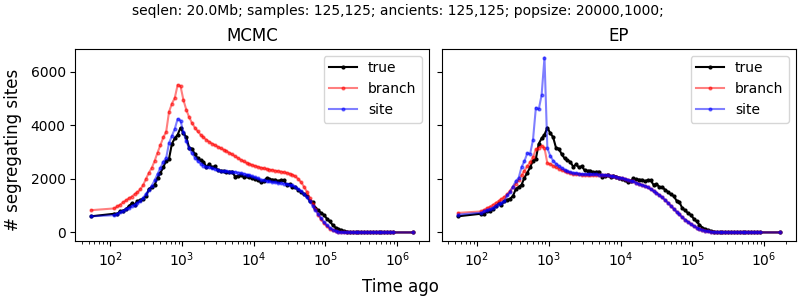 seqlen: 20.0Mb; samples: 125,125; ancients: 125,125; popsize: 20000,1000;
MCMC
EP
# segregating sites
6000
4000
2000
0
true
branch
site
true
branch
site
10² 10³ 10⁴ 10⁵ 10⁶
10² 10³ 10⁴ 10⁵ 10⁶
Time ago